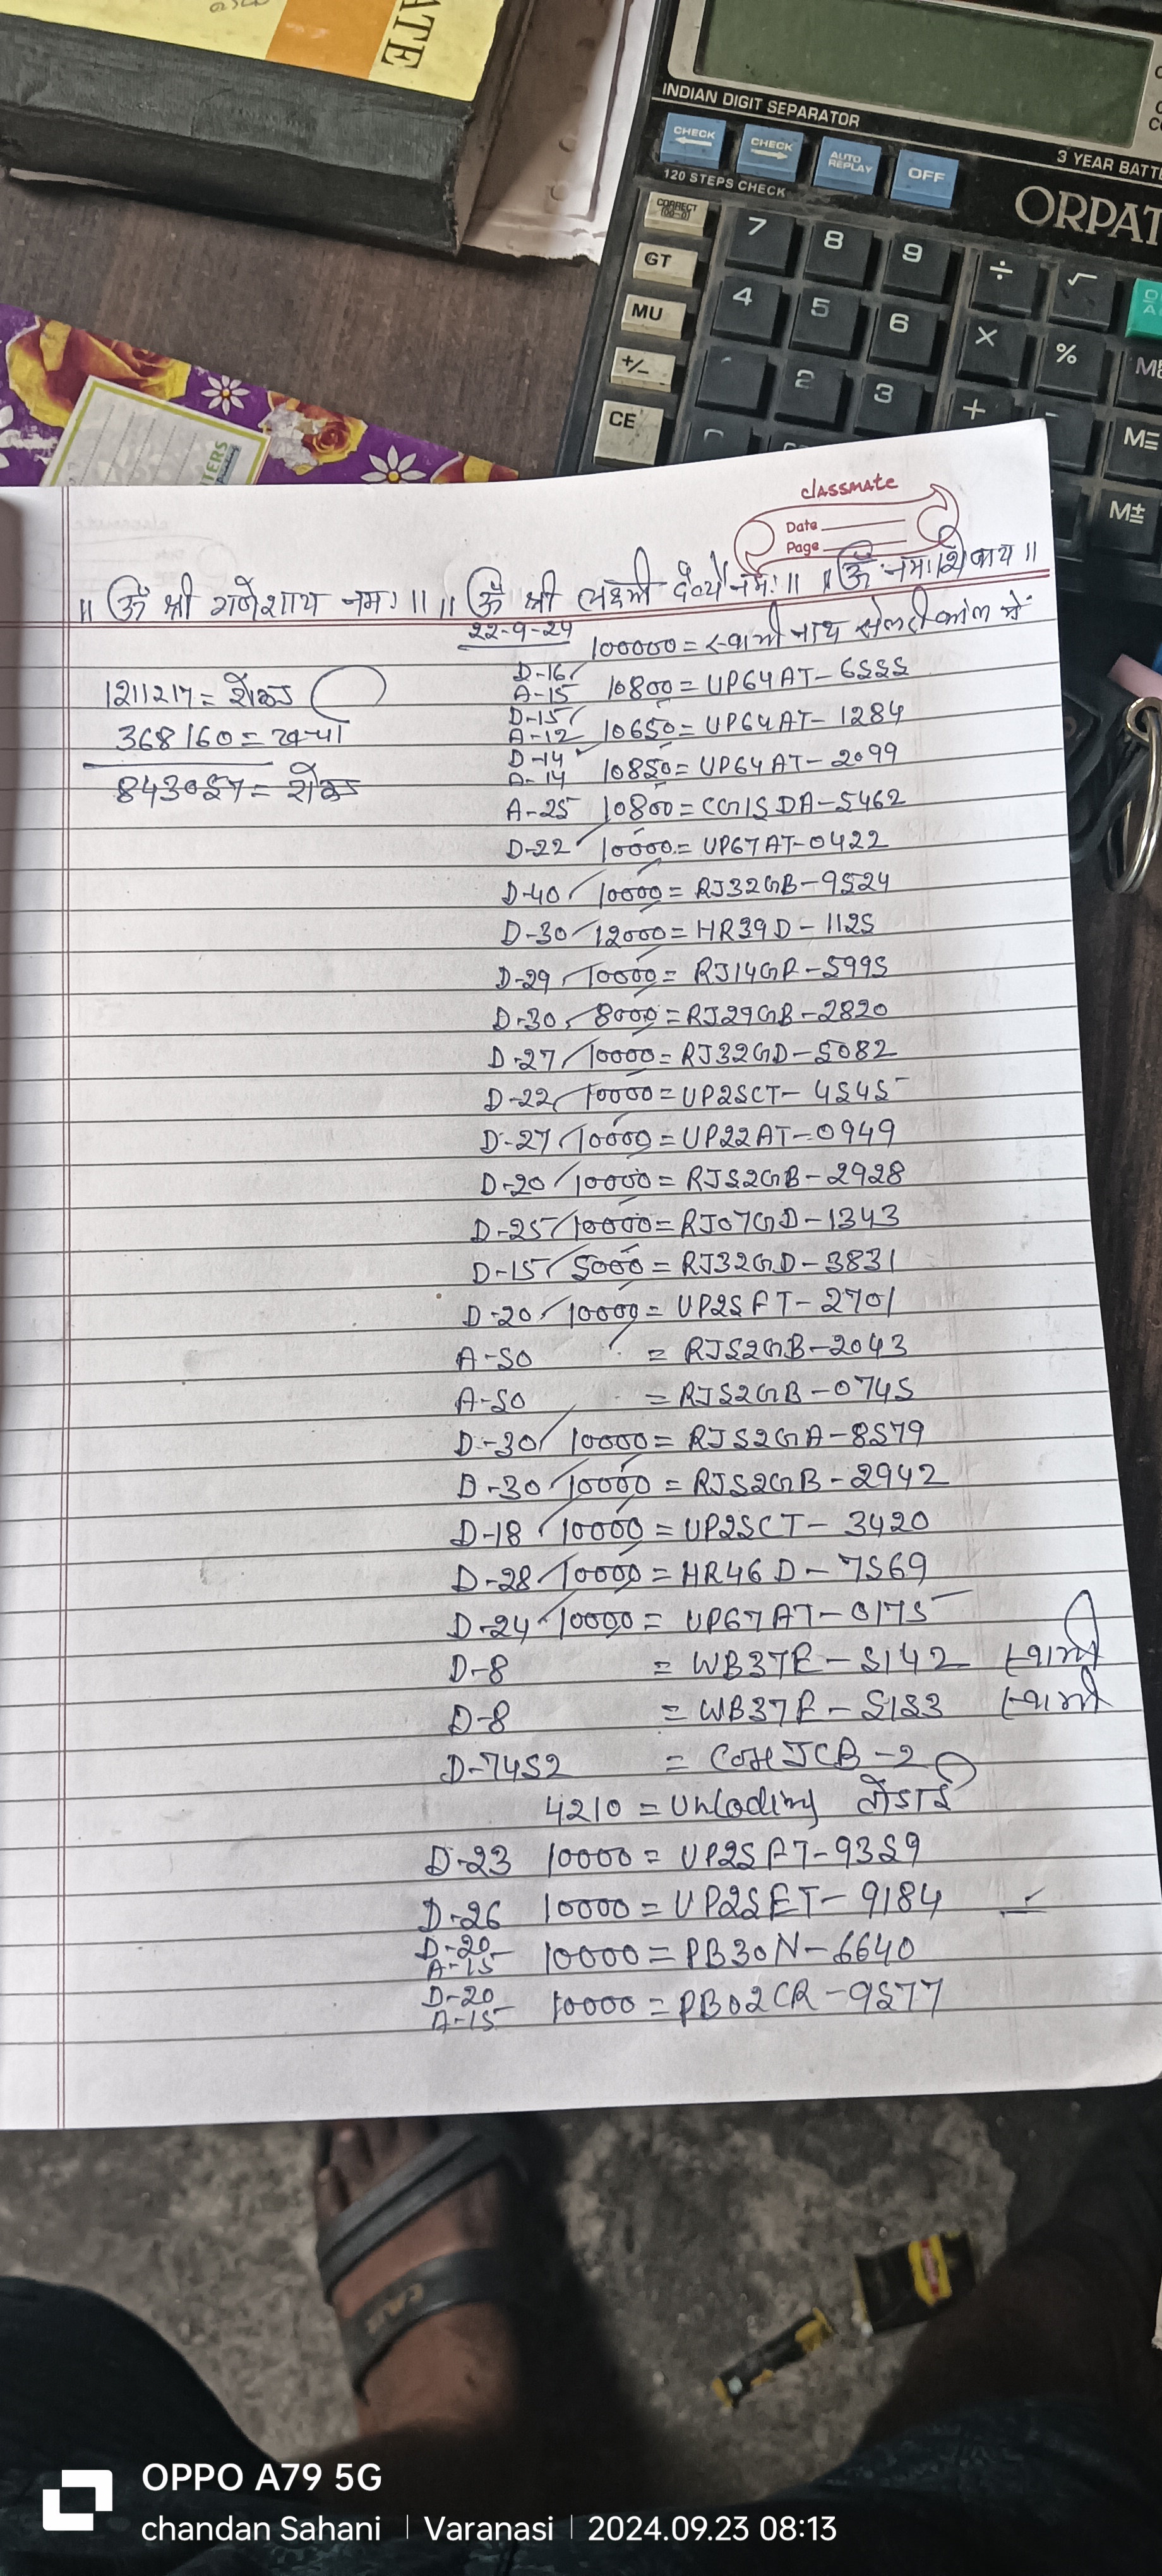 ATE
INDIAN DIGIT SEPARATOR
CHECK
CHECK
AUTO REPLAY
OFF
3 YEAR BATT
120 STEPS CHECK
ORPAT
CORRECT
GT
7
8
9
÷
√
MU
4
5
6
X
%
+/-
2
3
+
-
CE
M=
M±
TERS
classmate
Date
Page
॥ ॐ श्री गणेशाय नमः ॥ ॥ ॐ श्री लक्ष्मी देव्यै नमः ॥ ॥ ॐ नमः शिवाय ॥
22-9-24
100000 = स्वामी नाथ सेलटीकोल में
1211217 = रोकड़
368160 = खर्चा
843057 = रोकड़
D-16
A-15 10800 = UP64AT-6555
D-15
A-12 10650 = UP64AT-1284
D-14
A-14 10850 = UP64AT-2099
A-25 10800 = CG15DA-5462
D-22 10000 = UP67AT-0422
D-40 10000 = RJ32GB-9524
D-30 12000 = HR39D-1125
D-29 10000 = RJ14GP-5995
D-30 8000 = RJ29GB-2820
D-27 10000 = RJ32GD-5082
D-22 10000 = UP25CT-4545
D-27 10000 = UP22AT-0949
D-20 10000 = RJ52GB-2928
D-25 10000 = RJ07GD-1343
D-15 5000 = RJ32GD-3831
D-20 10000 = UP25FT-2701
A-50 = RJ52GB-2043
A-50 = RJ52GB-0745
D-30 10000 = RJ52GA-8579
D-30 10000 = RJ52GB-2942
D-18 10000 = UP25CT-3420
D-28 10000 = HR46D-7569
D-24 10000 = UP67AT-0175
D-8 = WB37E-5142 स्वामी
D-8 = WB37E-5153 स्वामी
D-7452 = JCB-2
4210 = Unloding
D-23 10000 = UP25FT-9359
D-26 10000 = UP25ET-9184
D-20
A-15 10000 = PB30N-6640
D-20
A-15 10000 = PB02CR-9577
OPPO A79 5G
chandan Sahani | Varanasi | 2024.09.23 08:13